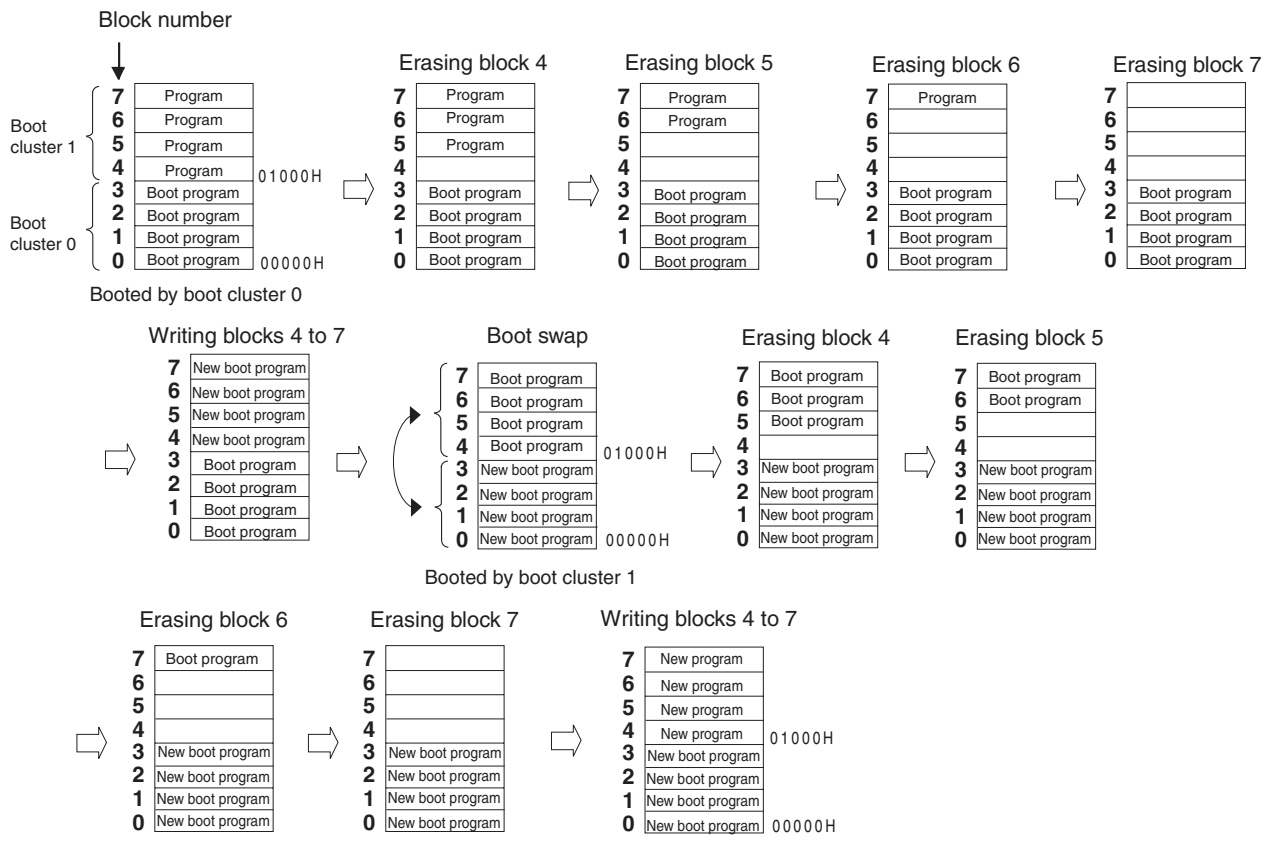 Block number
Erasing block 4 Erasing block 5 Erasing block 6 Erasing block 7
7 Program 7 Program 7 Program 7 Program 7
6 Program 6 Program 6 Program 6 6
Boot cluster 1
5 Program 5 Program 5 5 5
4 Program 01000H 4 4 4 4
3 Boot program 3 Boot program 3 Boot program 3 Boot program 3 Boot program
2 Boot program 2 Boot program 2 Boot program 2 Boot program 2 Boot program
Boot cluster 0
1 Boot program 1 Boot program 1 Boot program 1 Boot program 1 Boot program
0 Boot program 00000H 0 Boot program 0 Boot program 0 Boot program 0 Boot program
Booted by boot cluster 0
Writing blocks 4 to 7 Boot swap Erasing block 4 Erasing block 5
7 New boot program 7 Boot program 7 Boot program 7 Boot program
6 New boot program 6 Boot program 6 Boot program 6 Boot program
5 New boot program 5 Boot program 5 Boot program 5
4 New boot program 4 Boot program 01000H 4 4
3 Boot program 3 New boot program 3 New boot program 3 New boot program
2 Boot program 2 New boot program 2 New boot program 2 New boot program
1 Boot program 1 New boot program 1 New boot program 1 New boot program
0 Boot program 0 New boot program 00000H 0 New boot program 0 New boot program
Booted by boot cluster 1
Erasing block 6 Erasing block 7 Writing blocks 4 to 7
7 Boot program 7 7 New program
6 6 6 New program
5 5 5 New program
4 4 4 New program 01000H
3 New boot program 3 New boot program 3 New boot program
2 New boot program 2 New boot program 2 New boot program
1 New boot program 1 New boot program 1 New boot program
0 New boot program 0 New boot program 0 New boot program 00000H